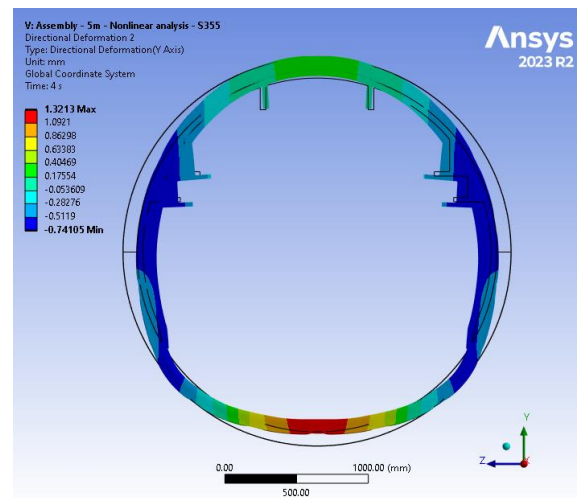 V: Assembly - 5m - Nonlinear analysis - S355
Directional Deformation 2
Type: Directional Deformation(Y Axis)
Unit: mm
Global Coordinate System
Time: 4 s
1.3213 Max
1.0921
0.86298
0.63383
0.40469
0.17554
-0.053609
-0.28276
-0.5119
-0.74105 Min
Ansys
2023 R2
0.00
1000.00 (mm)
500.00
Y
Z
X